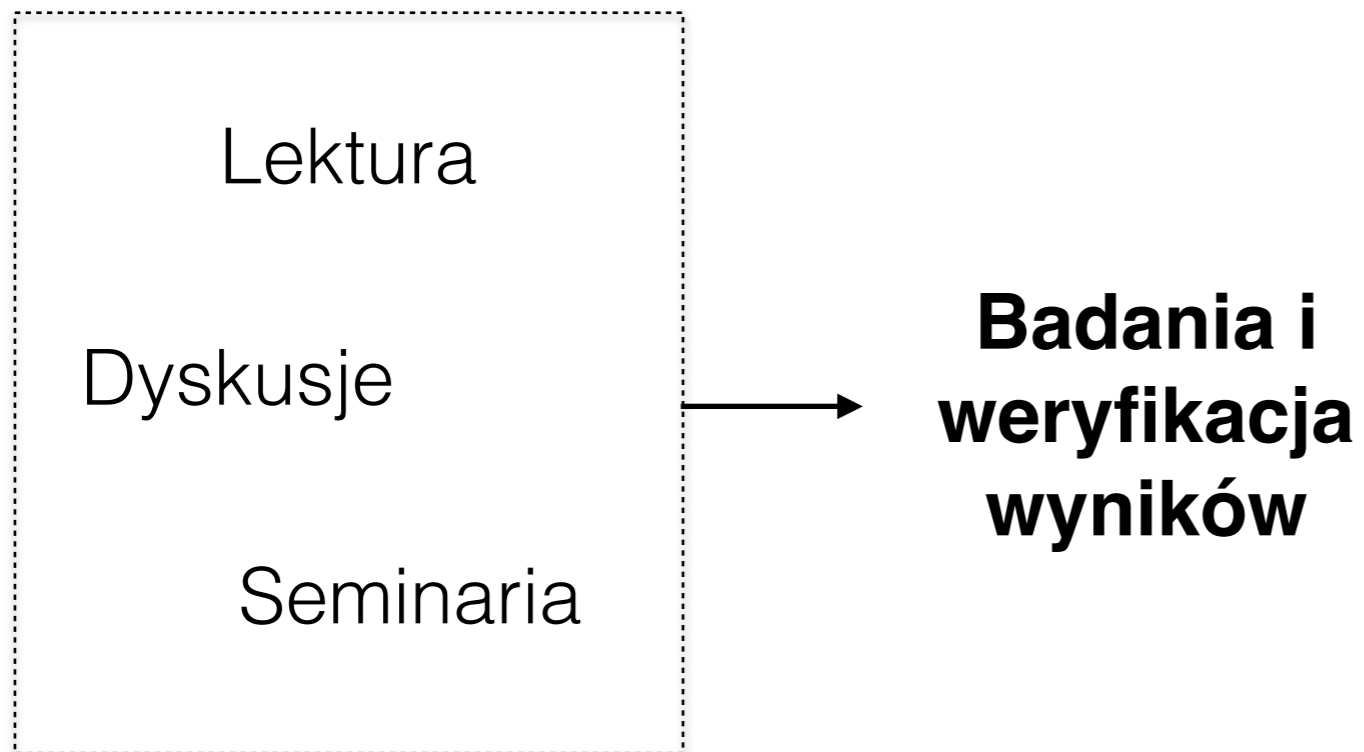 Lektura
Dyskusje
Seminaria
Badania i
weryfikacja
wyników